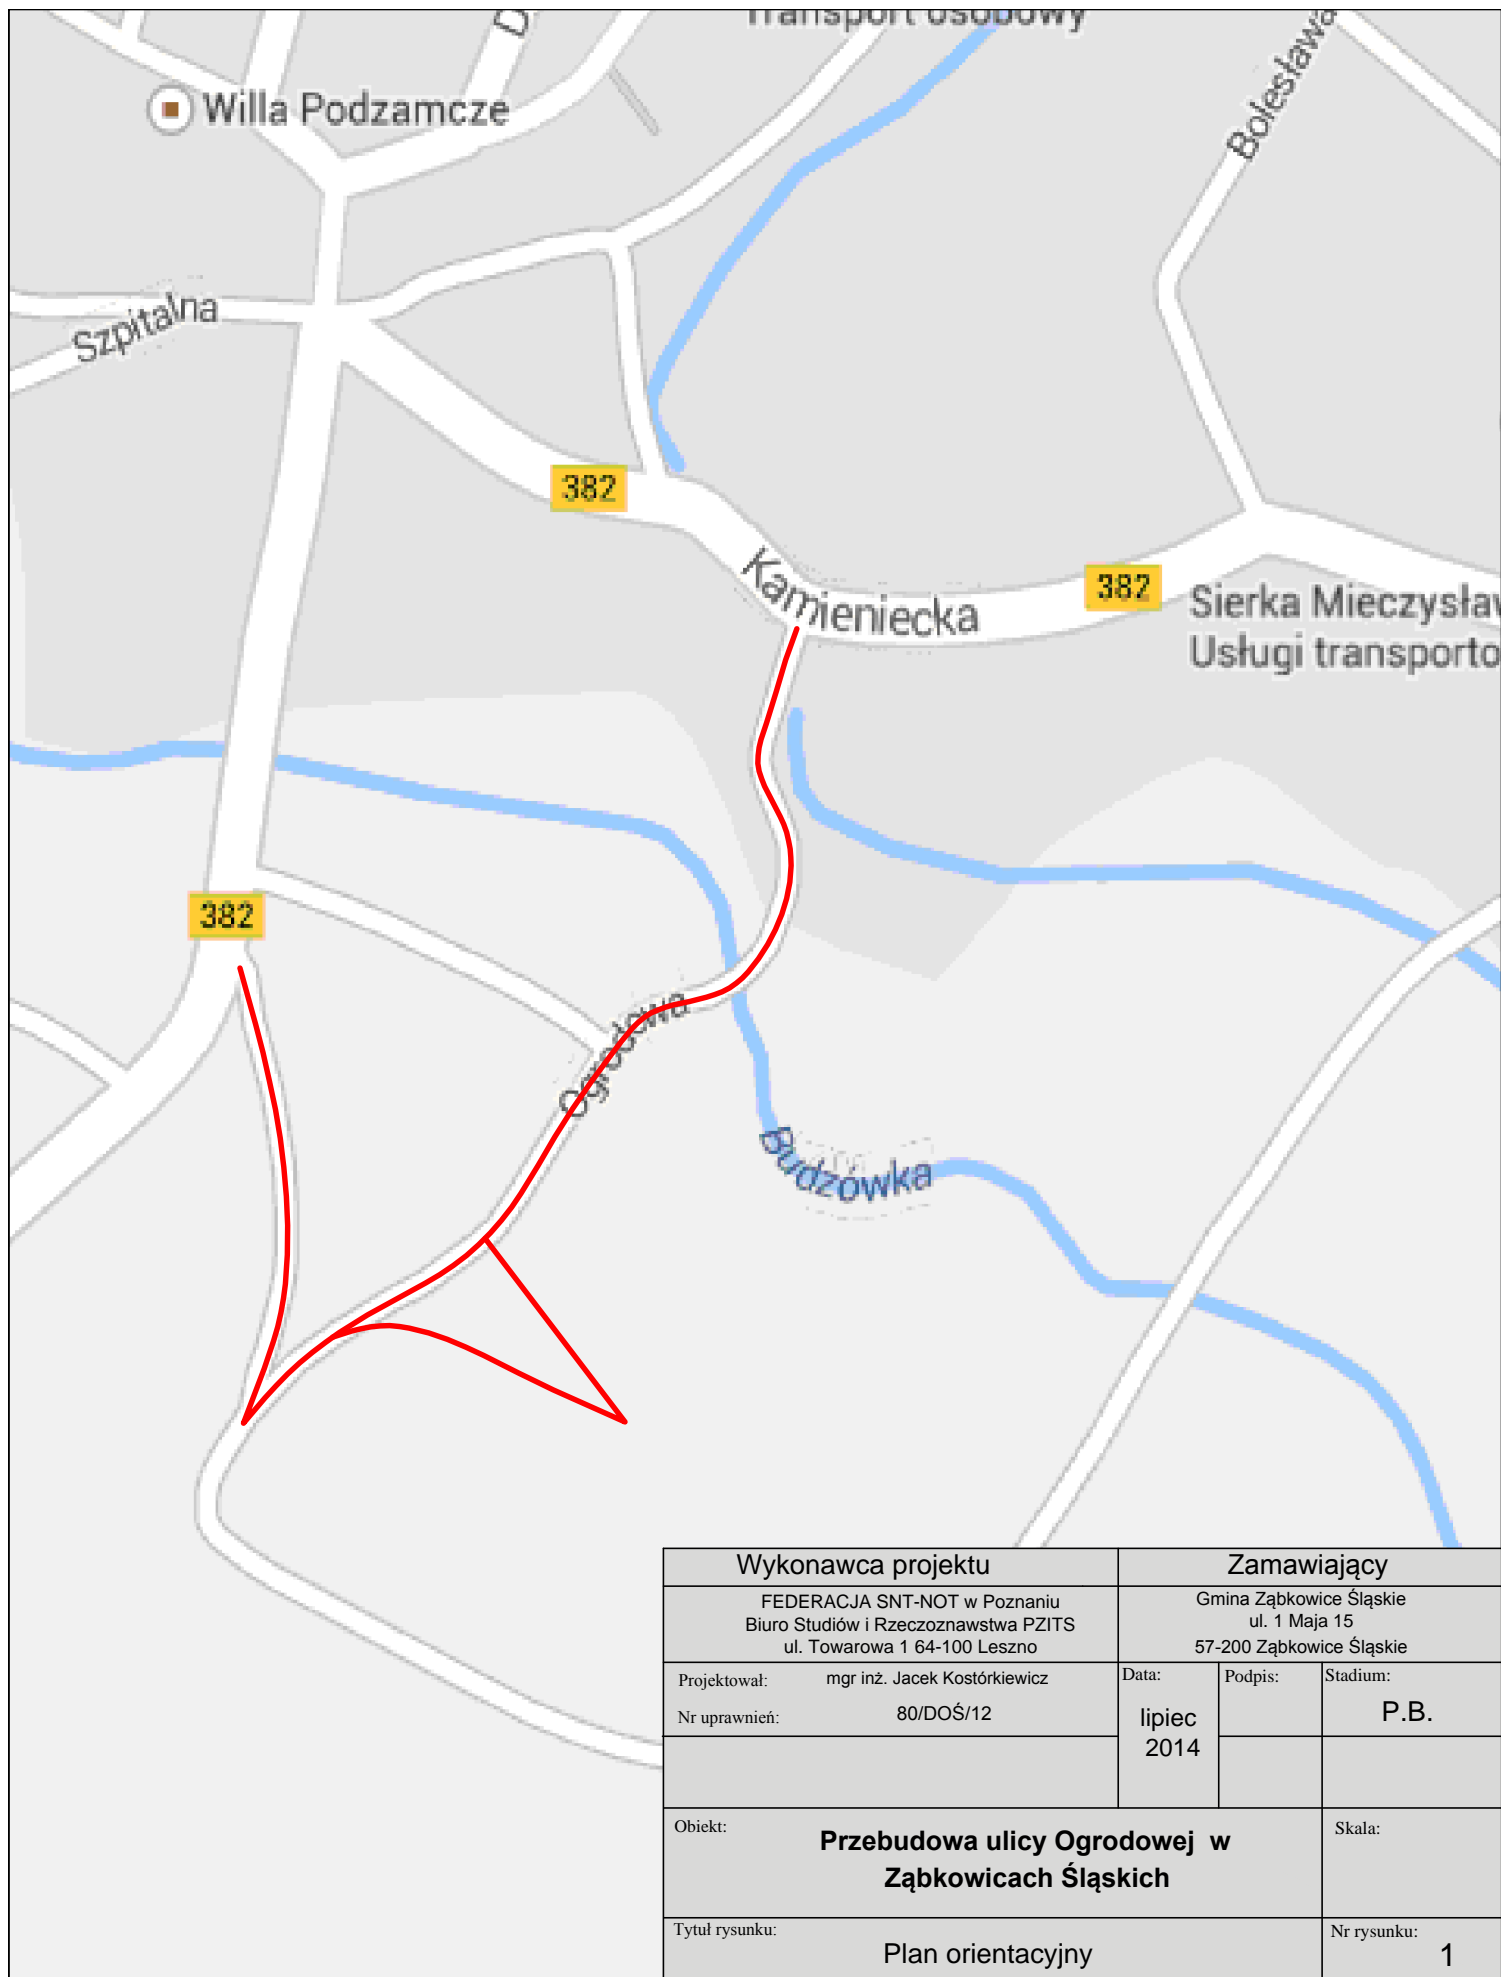 Transport osobowy
D
Willa Podzamcze
Bolesława
Szpitalna
382
Kamieniecka
382
Sierka Mieczysław
Usługi transporto
382
Ogrodowa
Budzówka
Wykonawca projektu
Zamawiający
FEDERACJA SNT-NOT w Poznaniu
Biuro Studiów i Rzeczoznawstwa PZITS
ul. Towarowa 1 64-100 Leszno
Gmina Ząbkowice Śląskie
ul. 1 Maja 15
57-200 Ząbkowice Śląskie
Projektował: mgr inż. Jacek Kostórkiewicz
Nr uprawnień: 80/DOŚ/12
Data:
lipiec
2014
Podpis:
Stadium:
P.B.
Obiekt:
Przebudowa ulicy Ogrodowej w
Ząbkowicach Śląskich
Skala:
Tytuł rysunku:
Plan orientacyjny
Nr rysunku:
1